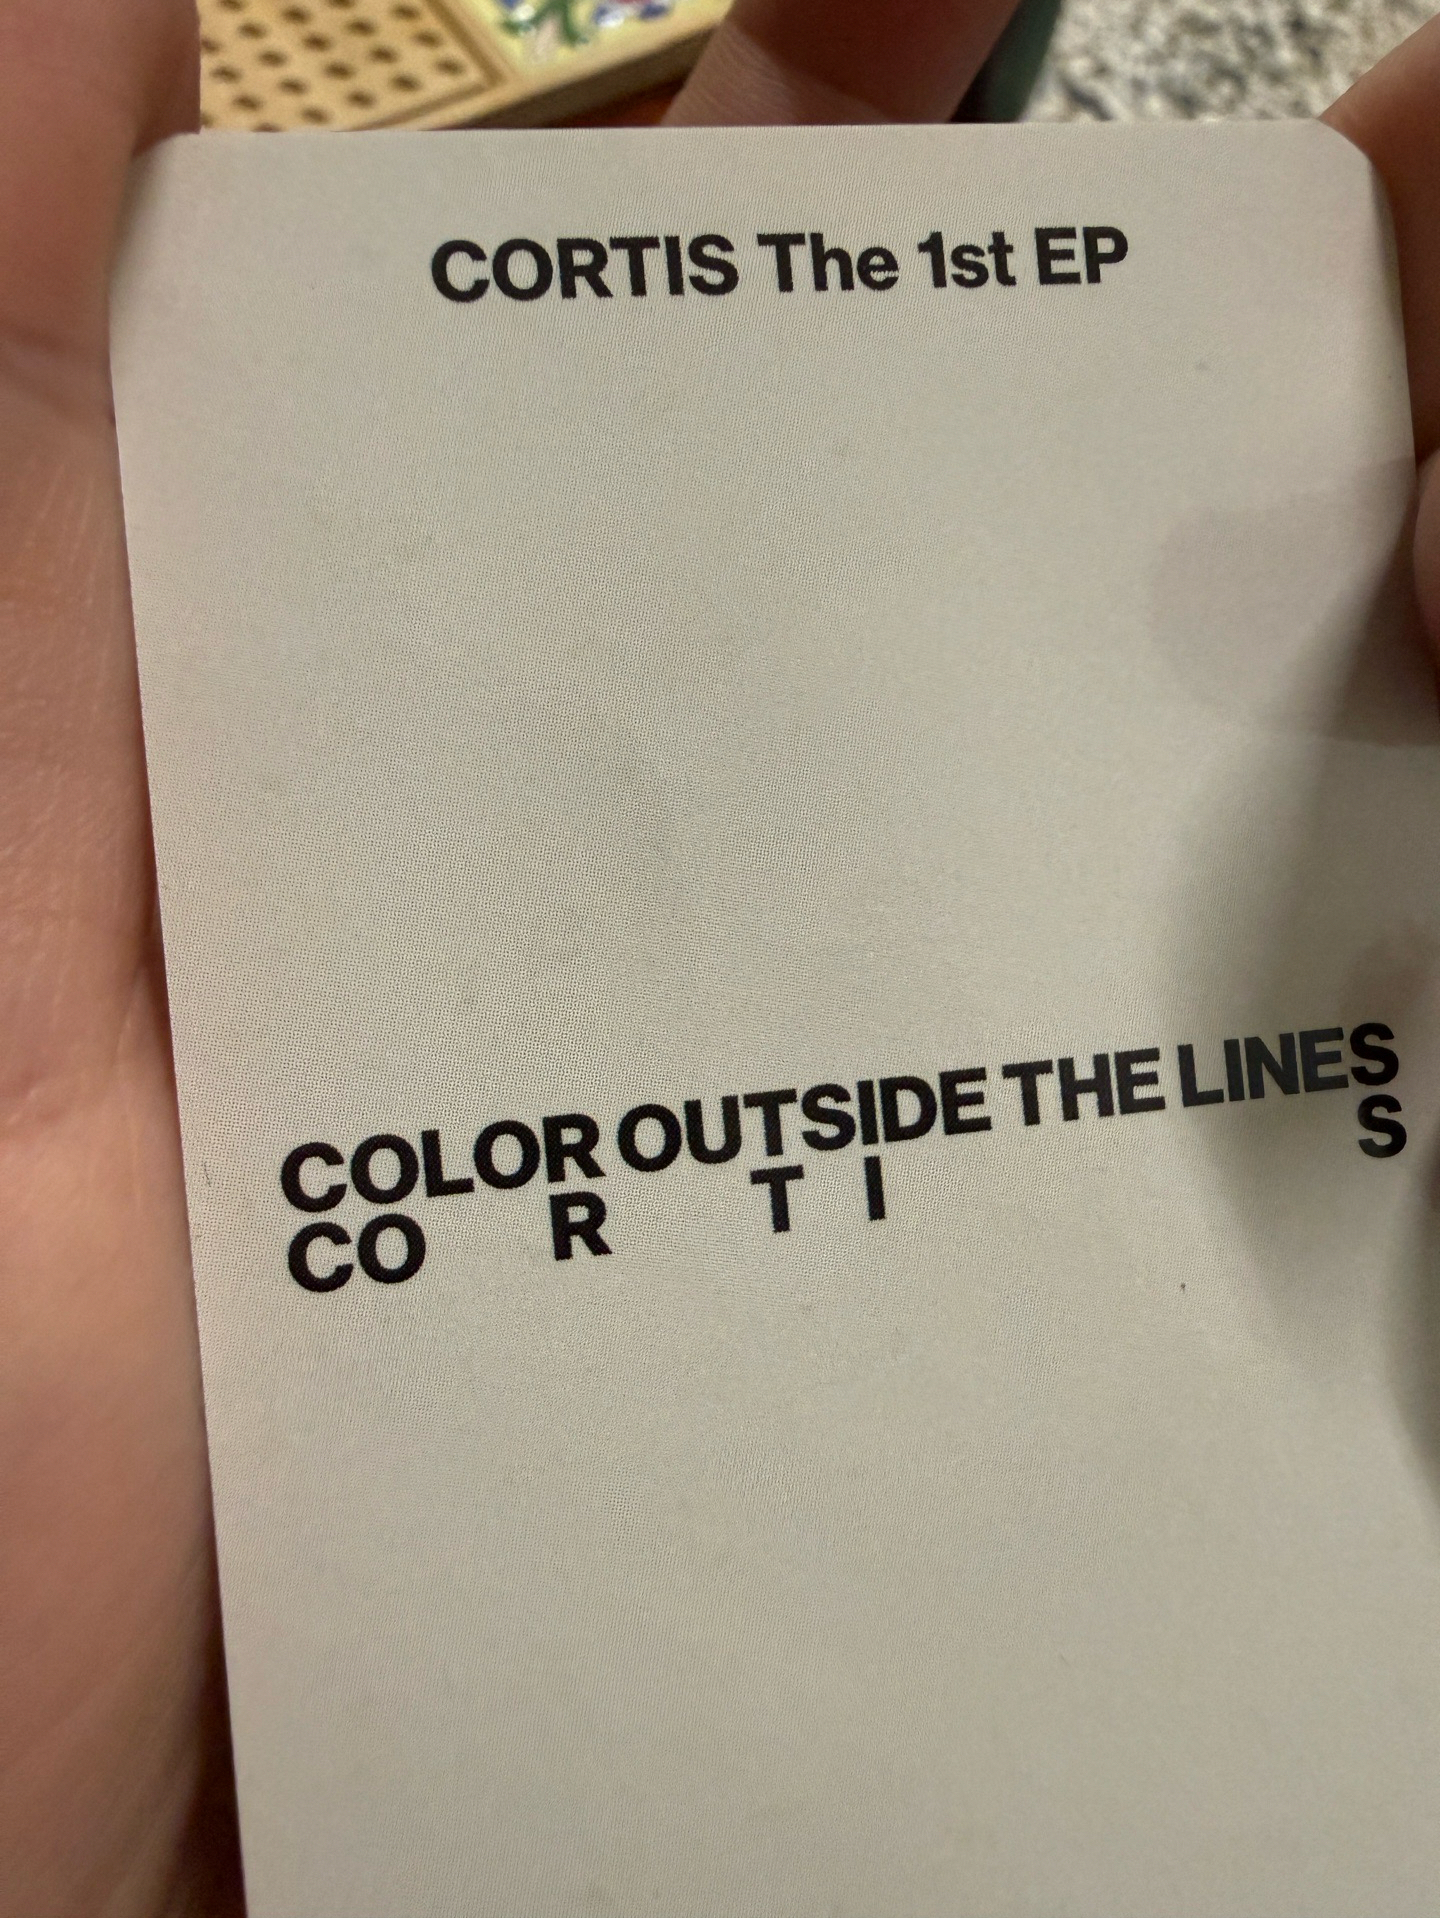 CORTIS The 1st EP
COLOR OUTSIDE THE LINES
CO R T I S